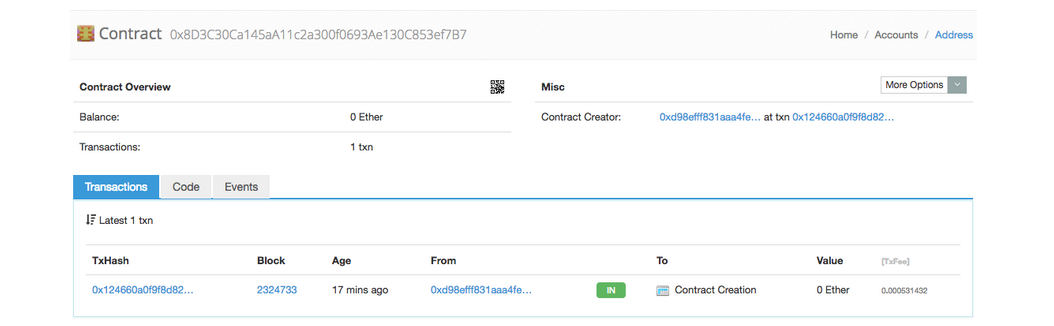 Contract 0x8D3C30Ca145aA11c2a300f0693Ae130C853ef7B7
Home / Accounts / Address
Contract Overview
Misc
More Options
Balance: 0 Ether
Contract Creator: 0xd98efff831aaa4fe... at txn 0x124660a0f9f8d82...
Transactions: 1 txn
Transactions Code Events
Latest 1 txn
TxHash Block Age From To Value [TxFee]
0x124660a0f9f8d82... 2324733 17 mins ago 0xd98efff831aaa4fe... IN Contract Creation 0 Ether 0.000531432